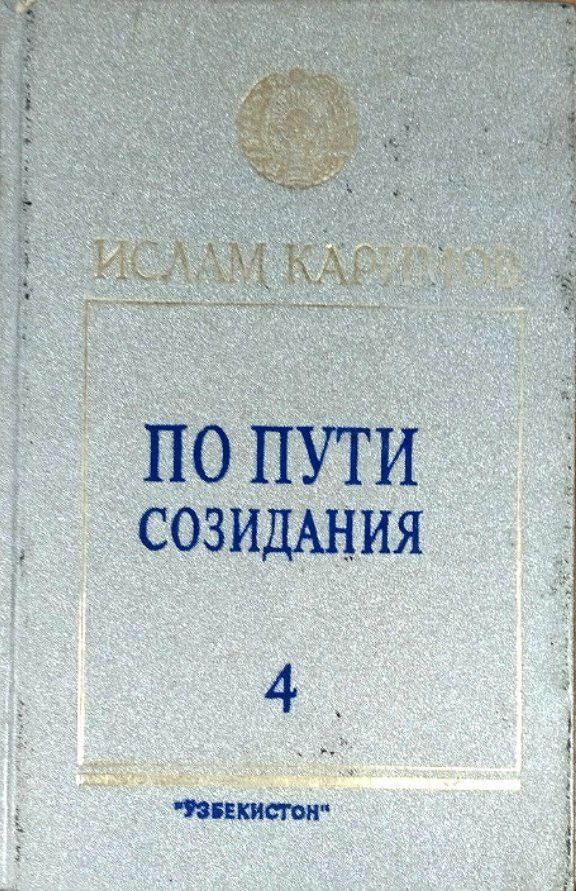 ИСЛАМ КАРИМОВ
ПО ПУТИ
СОЗИДАНИЯ
4
"ЎЗБЕКИСТОН"